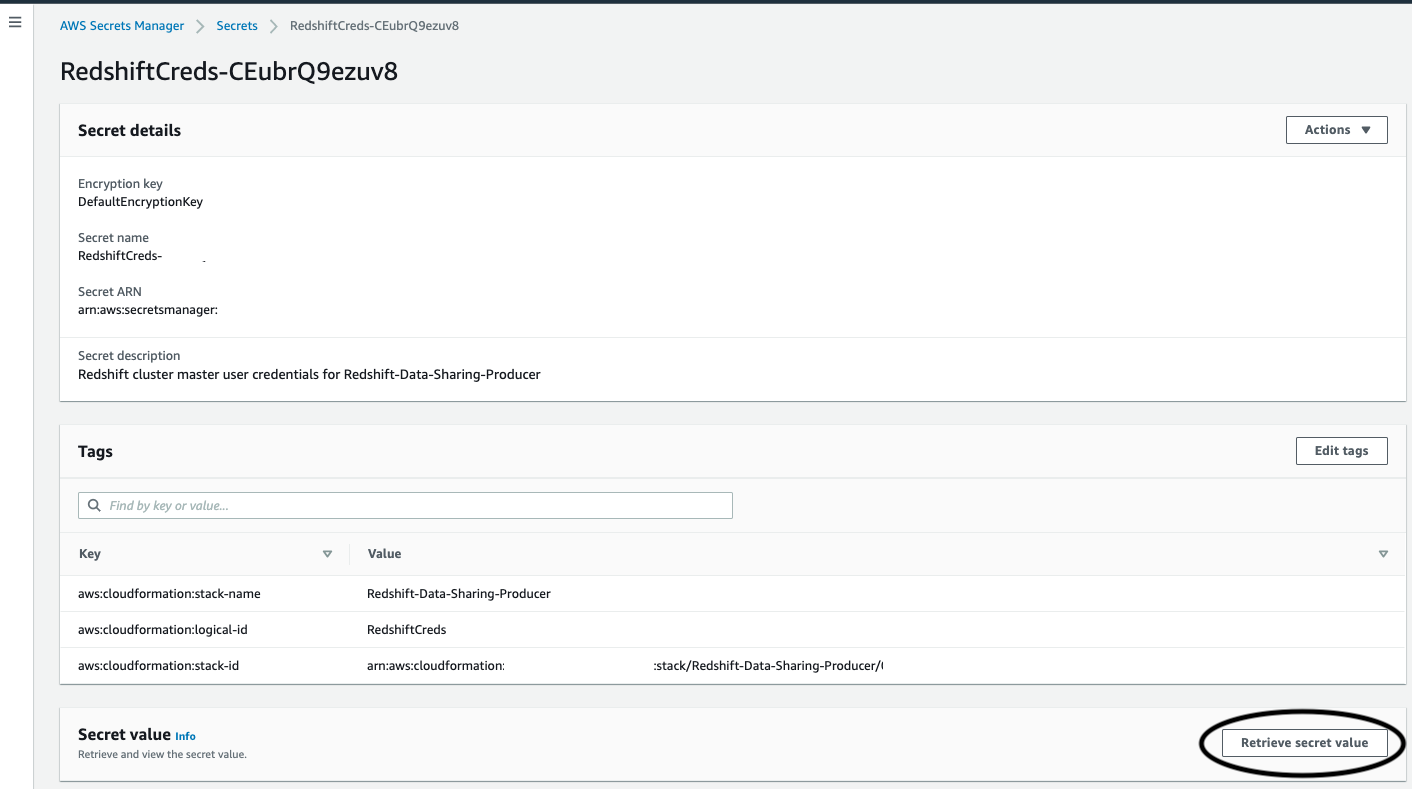 AWS Secrets Manager > Secrets > RedshiftCreds-CEubrQ9ezuv8
RedshiftCreds-CEubrQ9ezuv8
Secret details
Actions
Encryption key
DefaultEncryptionKey
Secret name
RedshiftCreds-
Secret ARN
arn:aws:secretsmanager:
Secret description
Redshift cluster master user credentials for Redshift-Data-Sharing-Producer
Tags
Edit tags
Find by key or value...
Key Value
aws:cloudformation:stack-name Redshift-Data-Sharing-Producer
aws:cloudformation:logical-id RedshiftCreds
aws:cloudformation:stack-id arn:aws:cloudformation: :stack/Redshift-Data-Sharing-Producer/
Secret value Info
Retrieve and view the secret value.
Retrieve secret value